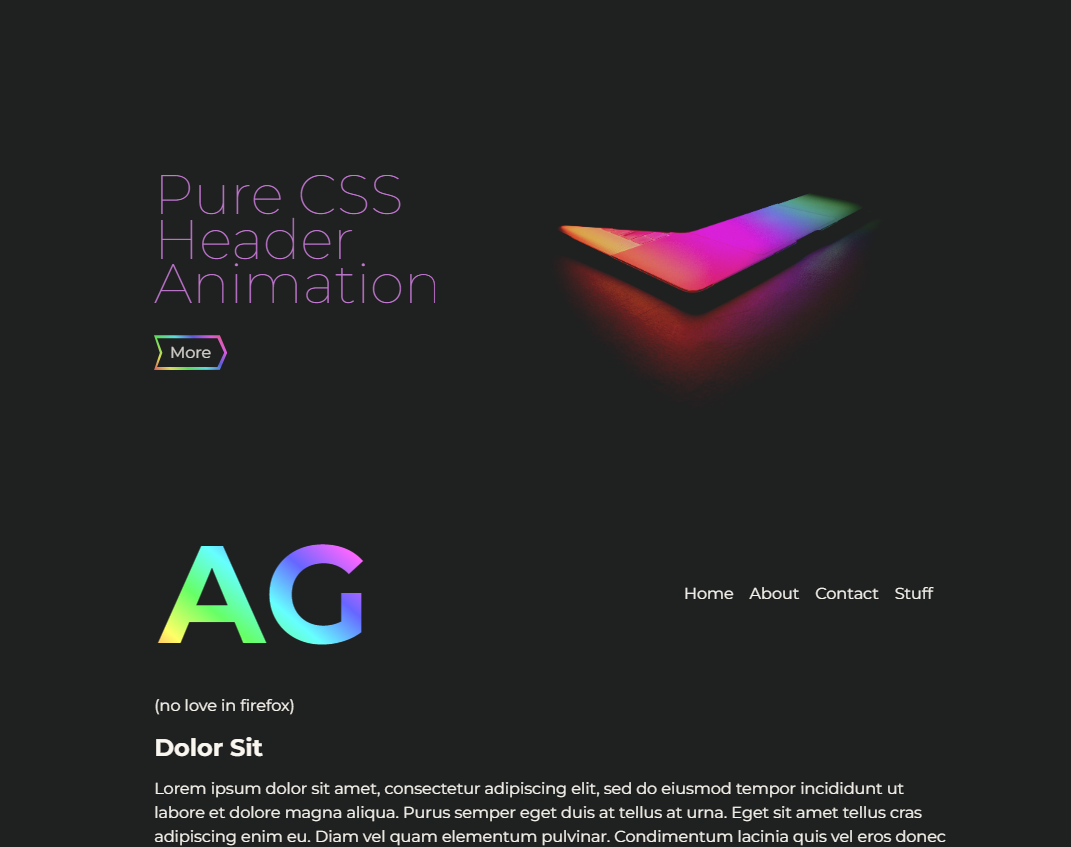 Pure CSS
Header
Animation
More
AG
Home About Contact Stuff
(no love in firefox)
Dolor Sit
Lorem ipsum dolor sit amet, consectetur adipiscing elit, sed do eiusmod tempor incididunt ut
labore et dolore magna aliqua. Purus semper eget duis at tellus at urna. Eget sit amet tellus cras
adipiscing enim eu. Diam vel quam elementum pulvinar. Condimentum lacinia quis vel eros donec